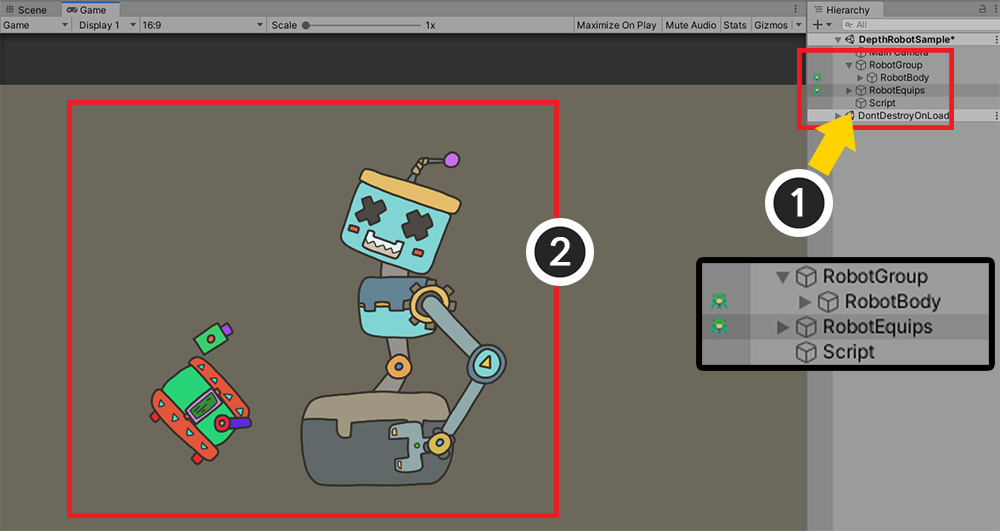 Scene
Game
Game
Display 1
16:9
Scale
1x
Maximize On Play
Mute Audio
Stats
Gizmos
Hierarchy
All
DepthRobotSample*
Main Camera
RobotGroup
RobotBody
RobotEquips
Script
DontDestroyOnLoad
1
2
RobotGroup
RobotBody
RobotEquips
Script